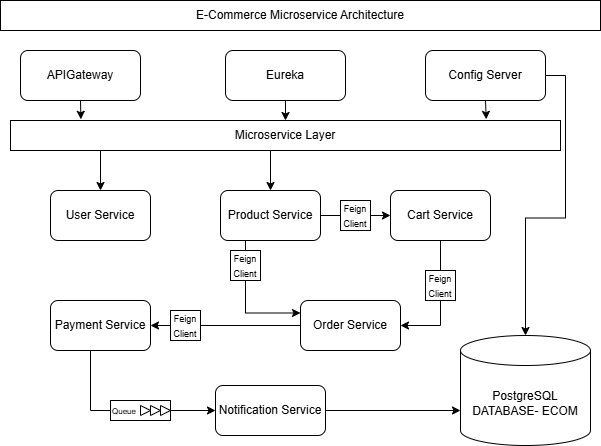 E-Commerce Microservice Architecture
APIGateway
Eureka
Config Server
Microservice Layer
User Service
Product Service
Feign
Client
Cart Service
Feign
Client
Feign
Client
Payment Service
Feign
Client
Order Service
Queue
Notification Service
PostgreSQL
DATABASE- ECOM